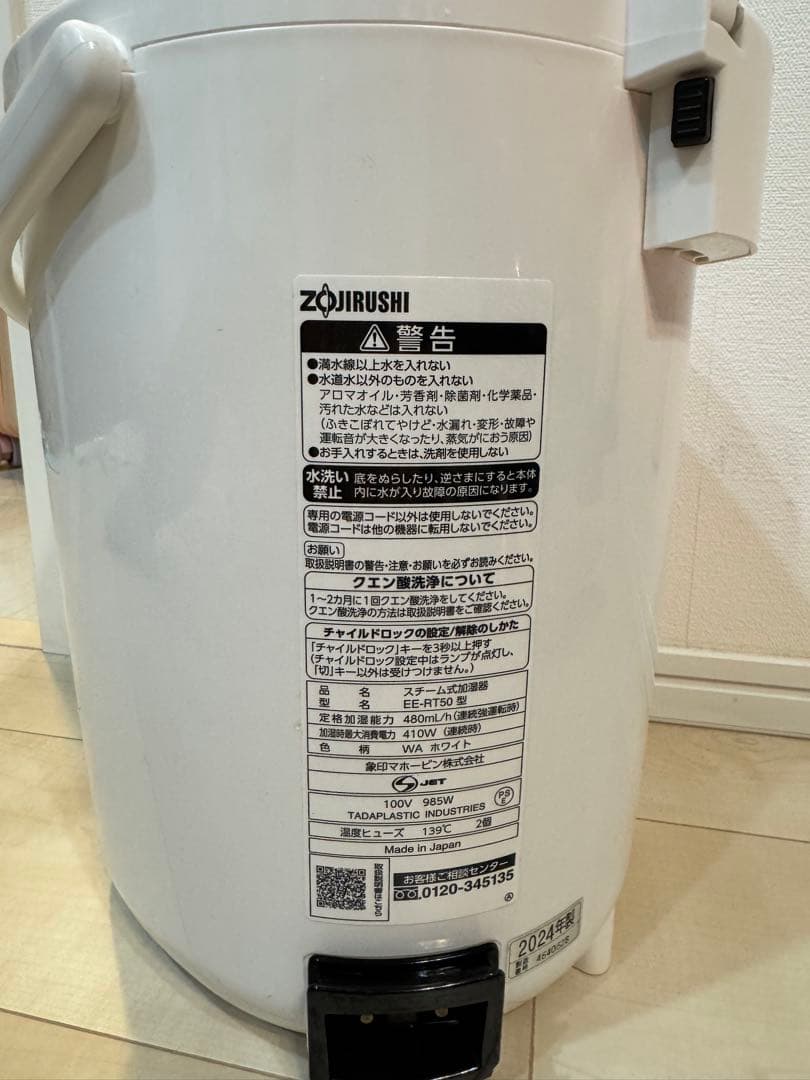 ZOJIRUSHI
警告
●満水線以上水を入れない
●水道水以外のものを入れない
アロマオイル・芳香剤・除菌剤・化学薬品・
汚れた水などは入れない
(ふきこぼれてやけど・水漏れ・変形・故障や
運転音が大きくなったり、蒸気がにおう原因)
●お手入れするときは、洗剤を使用しない
水洗い
禁止
底をぬらしたり、逆さまにすると本体
内に水が入り故障の原因になります。
専用の電源コード以外は使用しないでください。
電源コードは他の機器に転用しないでください。
お願い
取扱説明書の警告・注意・お願いを必ずお読みください。
クエン酸洗浄について
1～2カ月に1回クエン酸洗浄をしてください。
クエン酸洗浄の方法は取扱説明書をご確認ください。
チャイルドロックの設定/解除のしかた
「チャイルドロック」キーを3秒以上押す
(チャイルドロック設定中はランプが点灯し、
「切」キー以外は受けつけません。)
品名 スチーム式加湿器
型名 EE-RT50 型
定格加湿能力 480mL/h(連続強運転時)
加湿時最大消費電力 410W (連続時)
色柄 WA ホワイト
象印マホービン株式会社
S JET
100V 985W
TADAPLASTIC INDUSTRIES
PS
E
温度ヒューズ 139℃ 2個
Made in Japan
取扱説明書はこちら
お客様ご相談センター
0120-345135
Ⓐ
2024年製
製造
番号